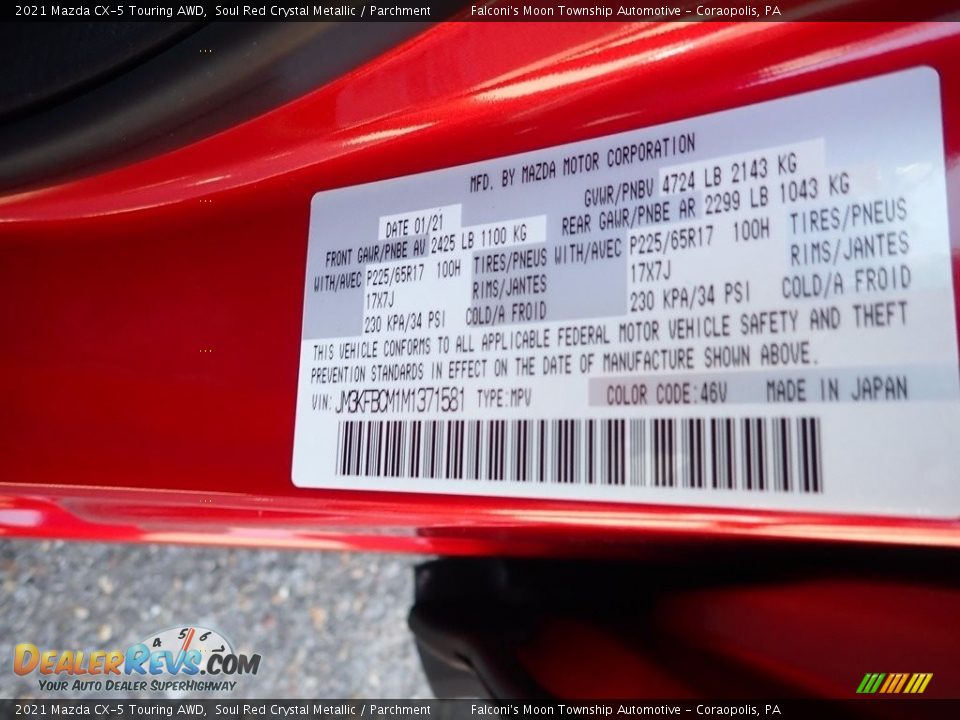 2021 Mazda CX-5 Touring AWD, Soul Red Crystal Metallic / Parchment Falconi's Moon Township Automotive - Coraopolis, PA
MFD. BY MAZDA MOTOR CORPORATION
DATE 01/21 GVWR/PNBV 4724 LB 2143 KG
FRONT GAWR/PNBE AV 2425 LB 1100 KG REAR GAWR/PNBE AR 2299 LB 1043 KG
WITH/AVEC P225/65R17 100H TIRES/PNEUS WITH/AVEC P225/65R17 100H TIRES/PNEUS
17X7J RIMS/JANTES 17X7J RIMS/JANTES
230 KPA/34 PSI COLD/A FROID 230 KPA/34 PSI COLD/A FROID
THIS VEHICLE CONFORMS TO ALL APPLICABLE FEDERAL MOTOR VEHICLE SAFETY AND THEFT
PREVENTION STANDARDS IN EFFECT ON THE DATE OF MANUFACTURE SHOWN ABOVE.
VIN: JM3KFBCM1M1371581 TYPE:MPV COLOR CODE:46V MADE IN JAPAN
4 5 6
DealerRevs.com
Your Auto Dealer SuperHighway
2021 Mazda CX-5 Touring AWD, Soul Red Crystal Metallic / Parchment Falconi's Moon Township Automotive - Coraopolis, PA